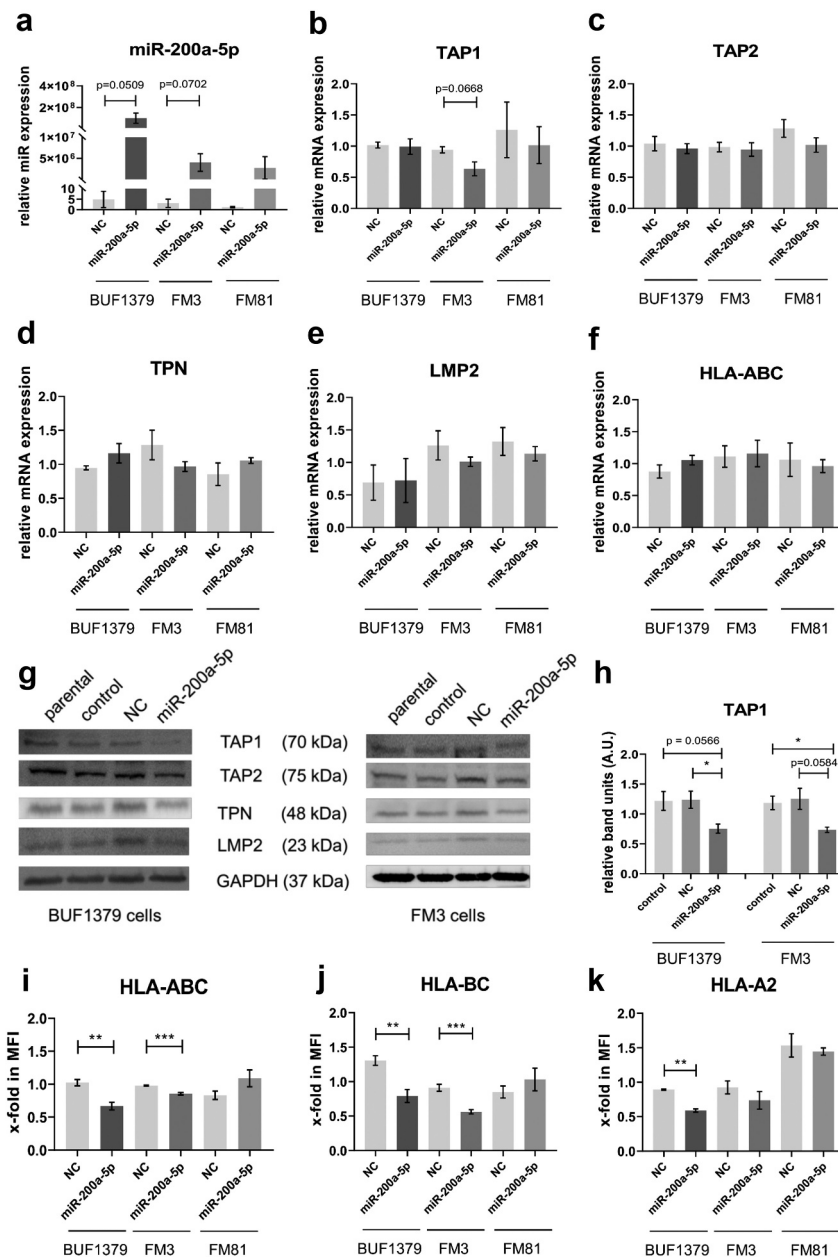 a
miR-200a-5p
relative miR expression
4×10⁸
2×10⁸
10⁷
5×10⁶
10
5
0
p=0.0509
p=0.0702
NC
miR-200a-5p
NC
miR-200a-5p
NC
miR-200a-5p
BUF1379
FM3
FM81
b
TAP1
relative mRNA expression
2.0
1.5
1.0
0.5
0.0
p=0.0668
NC
miR-200a-5p
NC
miR-200a-5p
NC
miR-200a-5p
BUF1379
FM3
FM81
c
TAP2
relative mRNA expression
2.0
1.5
1.0
0.5
0.0
NC
miR-200a-5p
NC
miR-200a-5p
NC
miR-200a-5p
BUF1379
FM3
FM81
d
TPN
relative mRNA expression
2.0
1.5
1.0
0.5
0.0
NC
miR-200a-5p
NC
miR-200a-5p
NC
miR-200a-5p
BUF1379
FM3
FM81
e
LMP2
relative mRNA expression
2.0
1.5
1.0
0.5
0.0
NC
miR-200a-5p
NC
miR-200a-5p
NC
miR-200a-5p
BUF1379
FM3
FM81
f
HLA-ABC
relative mRNA expression
2.0
1.5
1.0
0.5
0.0
NC
miR-200a-5p
NC
miR-200a-5p
NC
miR-200a-5p
BUF1379
FM3
FM81
g
parental
control
NC
miR-200a-5p
parental
control
NC
miR-200a-5p
TAP1 (70 kDa)
TAP2 (75 kDa)
TPN (48 kDa)
LMP2 (23 kDa)
GAPDH (37 kDa)
BUF1379 cells
FM3 cells
h
TAP1
relative band units (A.U.)
2.0
1.5
1.0
0.5
0.0
p = 0.0566
*
*
p=0.0584
control
NC
miR-200a-5p
control
NC
miR-200a-5p
BUF1379
FM3
i
HLA-ABC
x-fold in MFI
2.0
1.5
1.0
0.5
0.0
**
***
NC
miR-200a-5p
NC
miR-200a-5p
NC
miR-200a-5p
BUF1379
FM3
FM81
j
HLA-BC
x-fold in MFI
2.0
1.5
1.0
0.5
0.0
**
***
NC
miR-200a-5p
NC
miR-200a-5p
NC
miR-200a-5p
BUF1379
FM3
FM81
k
HLA-A2
x-fold in MFI
2.0
1.5
1.0
0.5
0.0
**
NC
miR-200a-5p
NC
miR-200a-5p
NC
miR-200a-5p
BUF1379
FM3
FM81